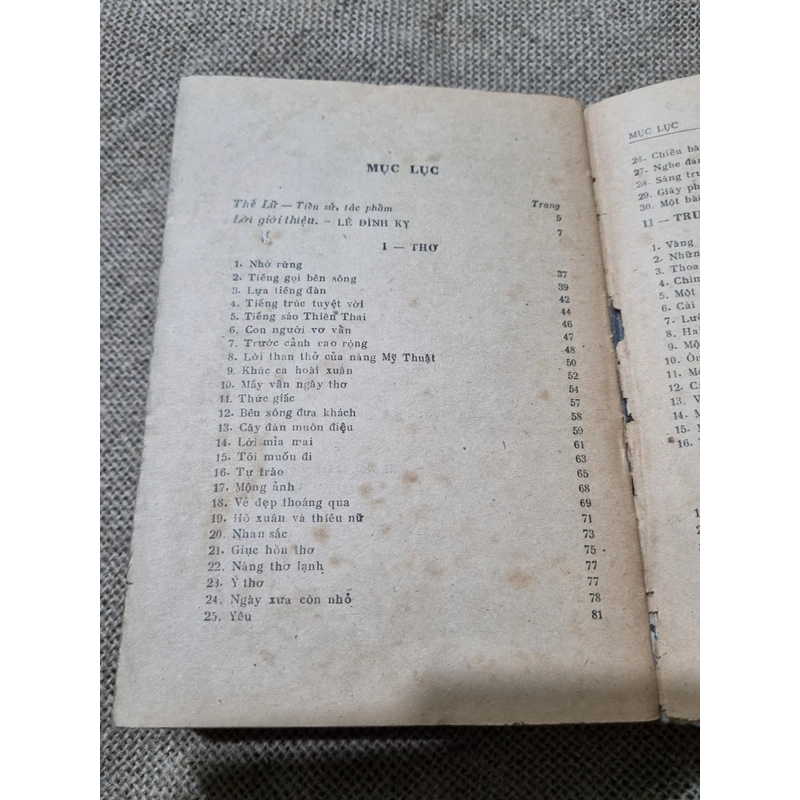 MỤC LỤC
Trang
Thế Lữ — Tiểu sử, tác phẩm 5
Lời giới thiệu. — LÊ ĐÌNH KỴ 7
I — THƠ
1. Nhớ rừng 37
2. Tiếng gọi bên sông 39
3. Lựa tiếng đàn 42
4. Tiếng trúc tuyệt vời 44
5. Tiếng sáo Thiên Thai 46
6. Con người vơ vẩn 47
7. Trước cảnh cao rộng 48
8. Lời than thở của nàng Mỹ Thuật 50
9. Khúc ca hoài xuân 52
10. Mấy vần ngây thơ 54
11. Thức giấc 57
12. Bên sông đưa khách 58
13. Cây đàn muôn điệu 59
14. Lời mỉa mai 61
15. Tôi muốn đi 63
16. Tự trào 65
17. Mộng ảnh 68
18. Vẻ đẹp thoáng qua 69
19. Hồ xuân và thiếu nữ 71
20. Nhan sắc 73
21. Giục hồn thơ 75
22. Nàng thơ lạnh 77
23. Ý thơ 77
24. Ngày xưa còn nhỏ 78
25. Yêu 81
MỤC LỤC
26. Chiều
27. Nghe đàn
28. Sáng
29. Giây
30. Một bài
II —
1. Vàng
2.
3. Thoa
4.
5. Một
6. Cái
7.
8.
9.
10.
11.
12.
13.
14.
15.
16.